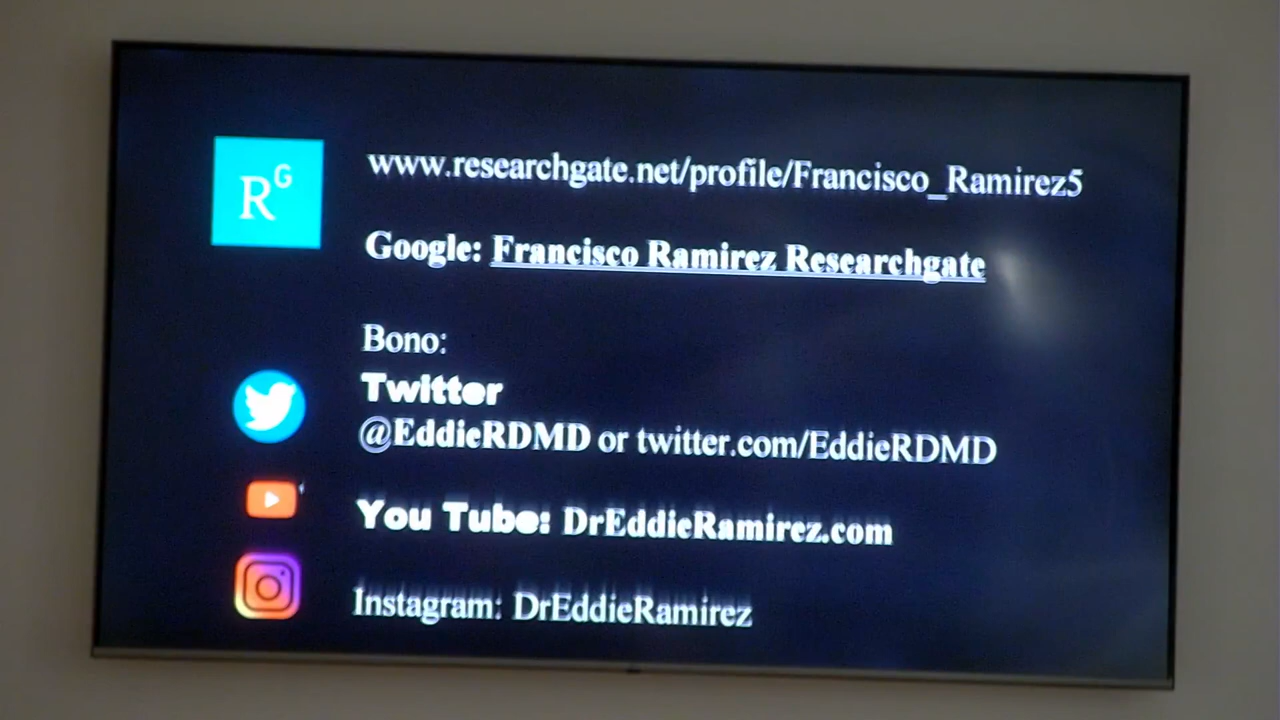 RG
www.researchgate.net/profile/Francisco_Ramirez5
Google: Francisco Ramirez Researchgate
Bono:
Twitter
@EddieRDMD or twitter.com/EddieRDMD
You Tube: DrEddieRamirez.com
Instagram: DrEddieRamirez